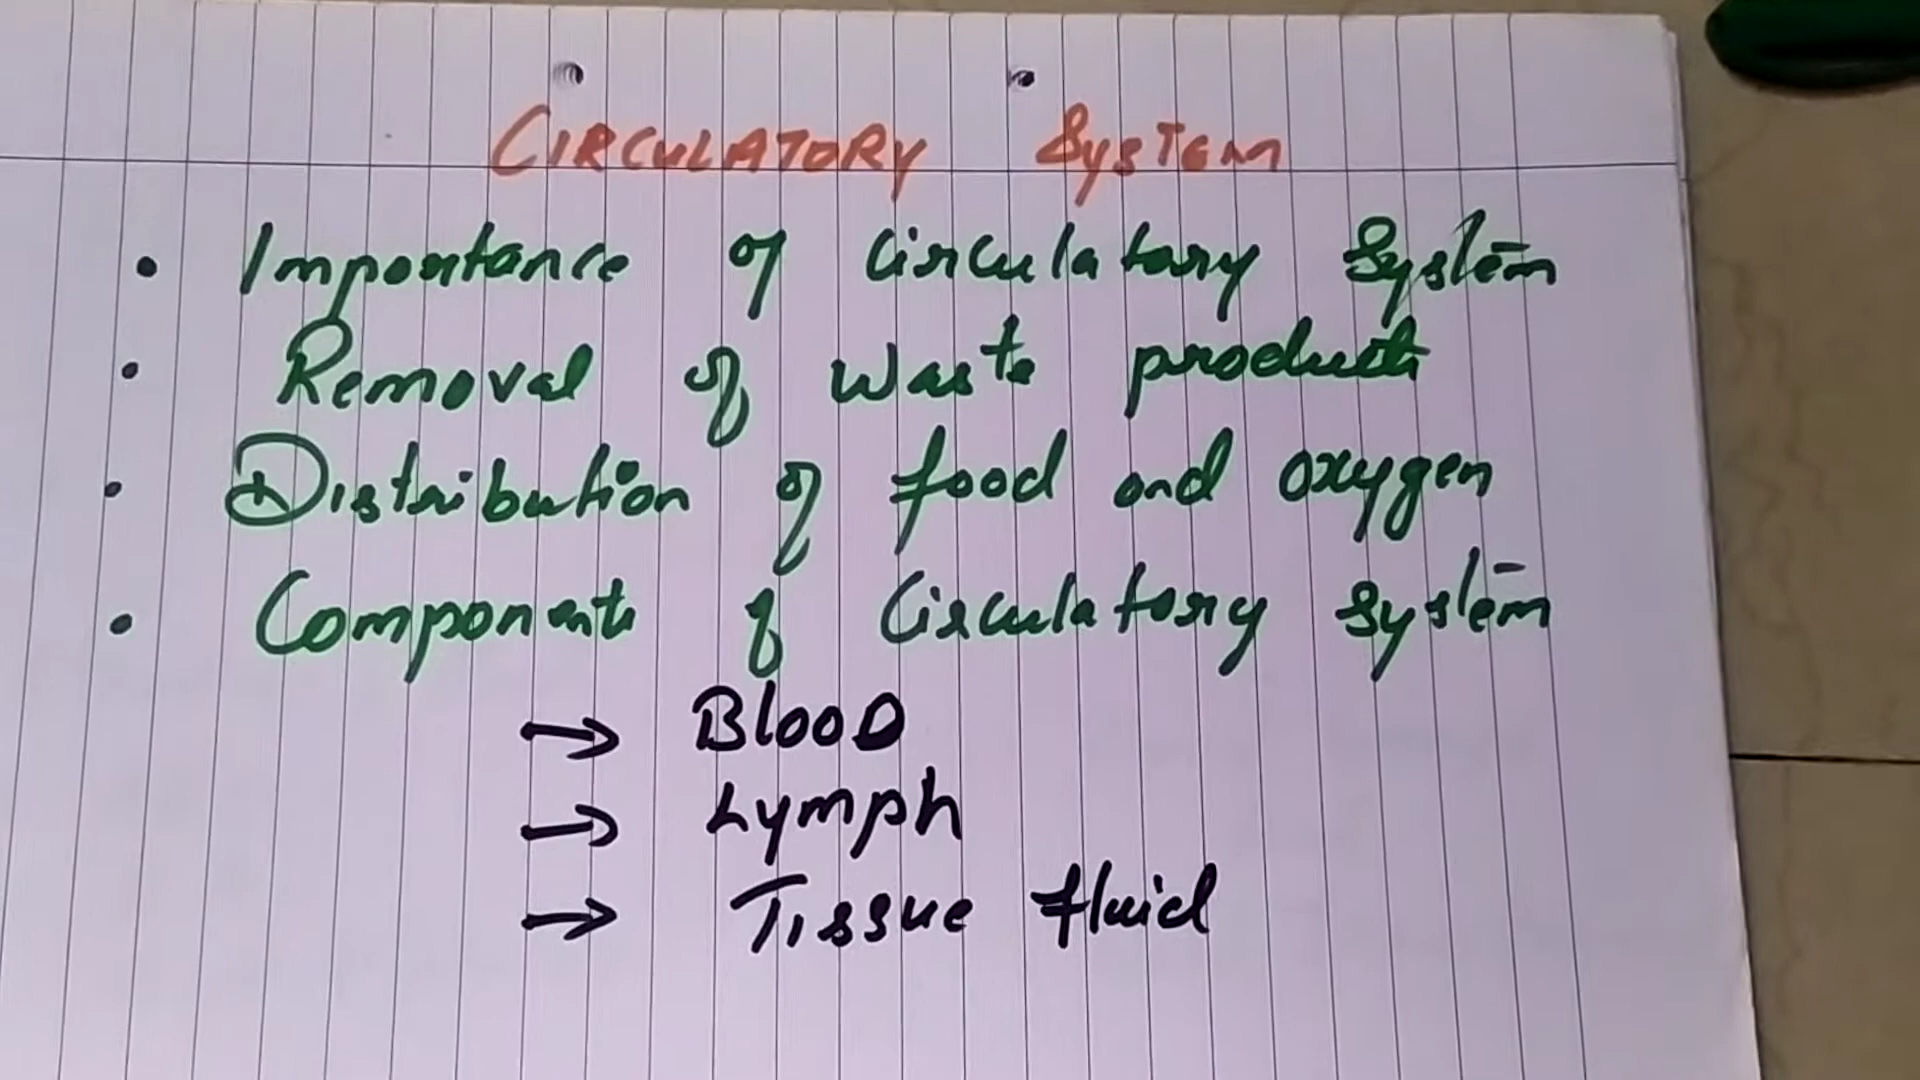 CIRCULATORY SYSTEM
• Importance of Circulatory System
• Removal of Waste products
• Distribution of food and oxygen
• Components of Circulatory System
→ Blood
→ Lymph
→ Tissue fluid